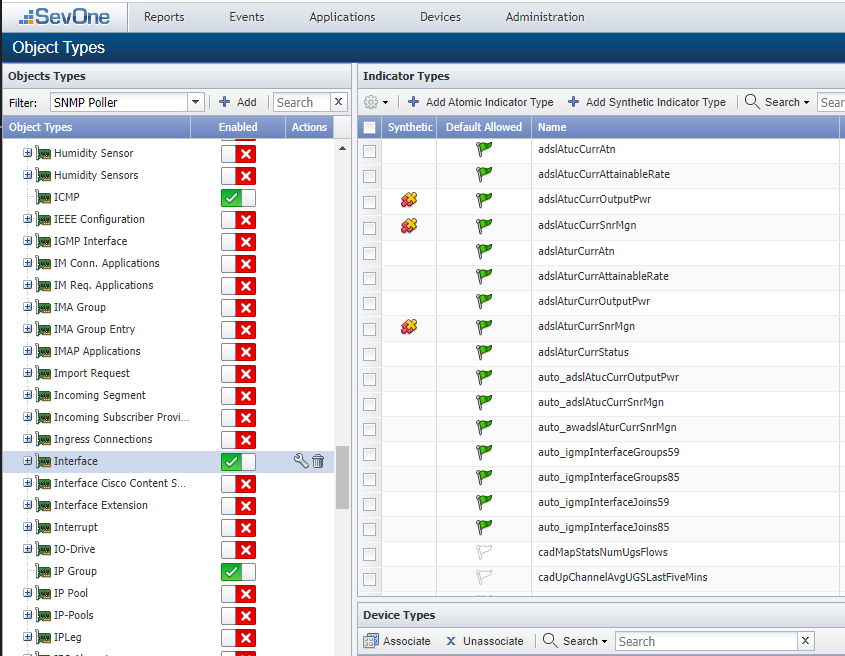 SevOne Reports Events Applications Devices Administration
Object Types
Objects Types
Filter: SNMP Poller Add Search X
Object Types Enabled Actions
Humidity Sensor
Humidity Sensors
ICMP
IEEE Configuration
IGMP Interface
IM Conn. Applications
IM Req. Applications
IMA Group
IMA Group Entry
IMAP Applications
Import Request
Incoming Segment
Incoming Subscriber Provi...
Ingress Connections
Interface
Interface Cisco Content S...
Interface Extension
Interrupt
IO-Drive
IP Group
IP Pool
IP-Pools
IPLeg
Indicator Types
Add Atomic Indicator Type Add Synthetic Indicator Type Search Sear
Synthetic Default Allowed Name
adslAtucCurrAtn
adslAtucCurrAttainableRate
adslAtucCurrOutputPwr
adslAtucCurrSnrMgn
adslAturCurrAtn
adslAturCurrAttainableRate
adslAturCurrOutputPwr
adslAturCurrSnrMgn
adslAturCurrStatus
auto_adslAtucCurrOutputPwr
auto_adslAtucCurrSnrMgn
auto_awadslAturCurrSnrMgn
auto_igmpInterfaceGroups59
auto_igmpInterfaceGroups85
auto_igmpInterfaceJoins59
auto_igmpInterfaceJoins85
cadMapStatsNumUgsFlows
cadUpChannelAvgUGSLastFiveMins
Device Types
Associate X Unassociate Search Search X